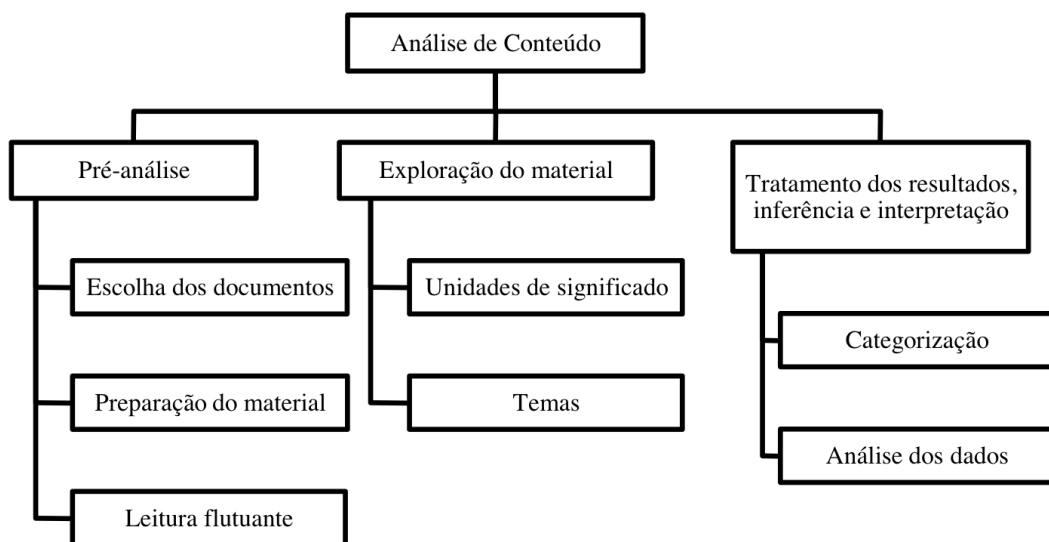 Análise de Conteúdo
Pré-análise
Escolha dos documentos
Preparação do material
Leitura flutuante
Exploração do material
Unidades de significado
Temas
Tratamento dos resultados,
inferência e interpretação
Categorização
Análise dos dados